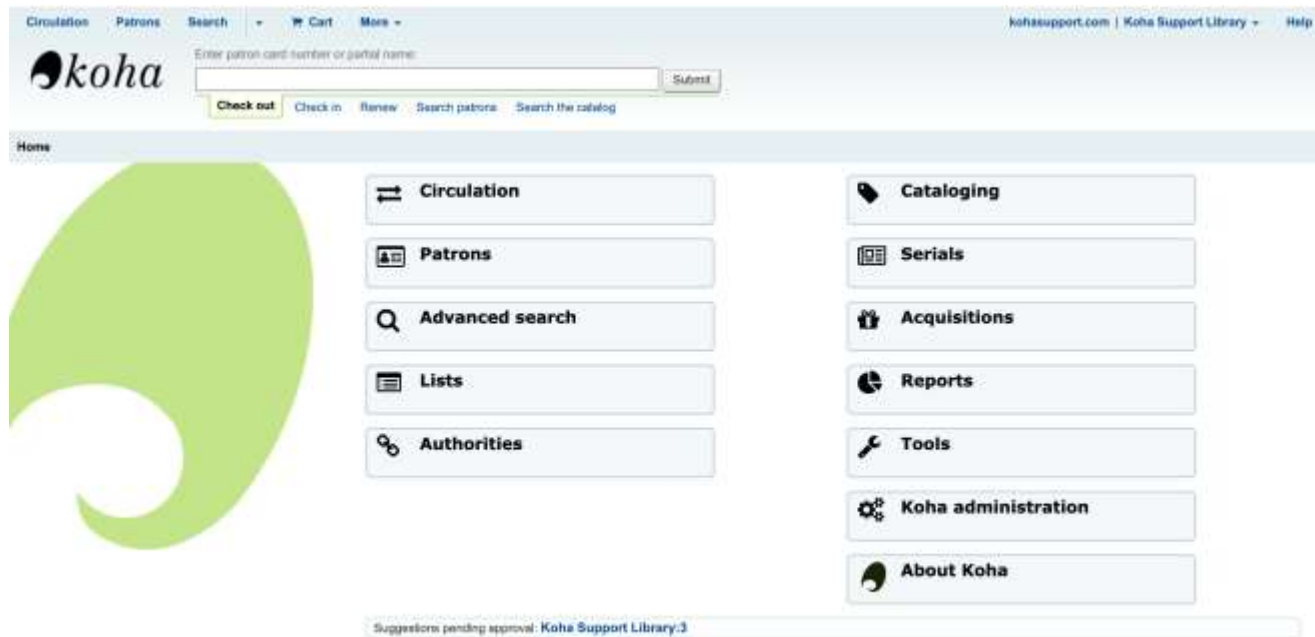 Circulation Patrons Search Cart More
kohasupport.com | Koha Support Library Help
koha
Enter patron card number or partial name:
Submit
Check out Check in Renew Search patrons Search the catalog
Home
Circulation
Patrons
Advanced search
Lists
Authorities
Cataloging
Serials
Acquisitions
Reports
Tools
Koha administration
About Koha
Suggestions pending approval: Koha Support Library:3